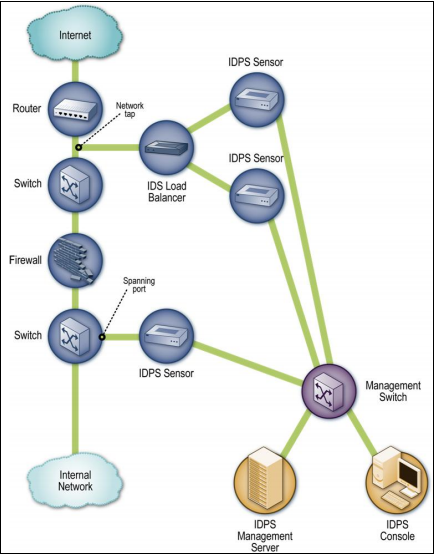 Internet
IDPS Sensor
Router
Network
tap
IDPS Sensor
Switch
IDS Load
Balancer
Firewall
Spanning
port
Switch
IDPS Sensor
Management
Switch
Internal
Network
IDPS
Management
Server
IDPS
Console